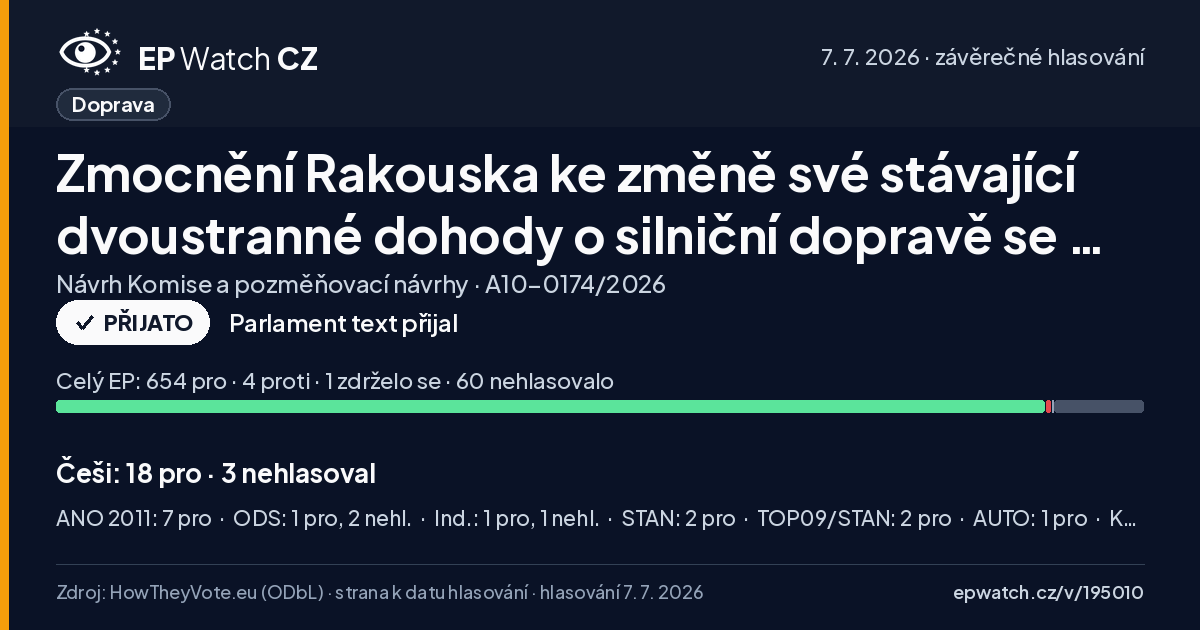 EP Watch CZ
7. 7. 2026 · závěrečné hlasování
Doprava
Zmocnění Rakouska ke změně své stávající
dvoustranné dohody o silniční dopravě se …
Návrh Komise a pozměňovací návrhy · A10–0174/2026
✓ PŘIJATO Parlament text přijal
Celý EP: 654 pro · 4 proti · 1 zdrželo se · 60 nehlasovalo
Češi: 18 pro · 3 nehlasoval
ANO 2011: 7 pro · ODS: 1 pro, 2 nehl. · Ind.: 1 pro, 1 nehl. · STAN: 2 pro · TOP09/STAN: 2 pro · AUTO: 1 pro · K…
Zdroj: HowTheyVote.eu (ODbL) · strana k datu hlasování · hlasování 7. 7. 2026
epwatch.cz/v/195010